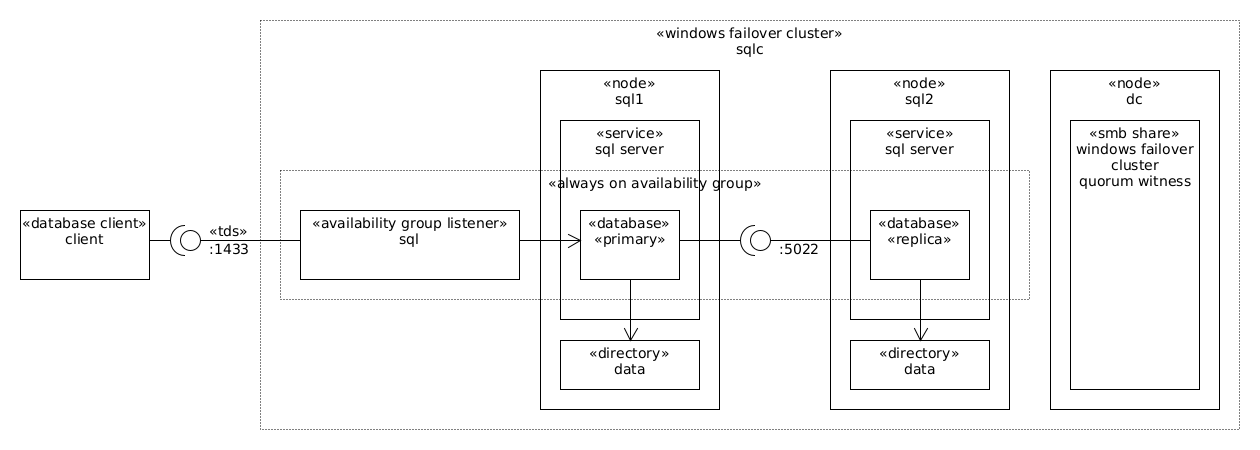 «windows failover cluster»
sqlc
«node»
sql1
«node»
sql2
«node»
dc
«service»
sql server
«service»
sql server
«smb share»
windows failover
cluster
quorum witness
«always on availability group»
«database client»
client
«tds»
:1433
«availability group listener»
sql
«database»
«primary»
:5022
«database»
«replica»
«directory»
data
«directory»
data